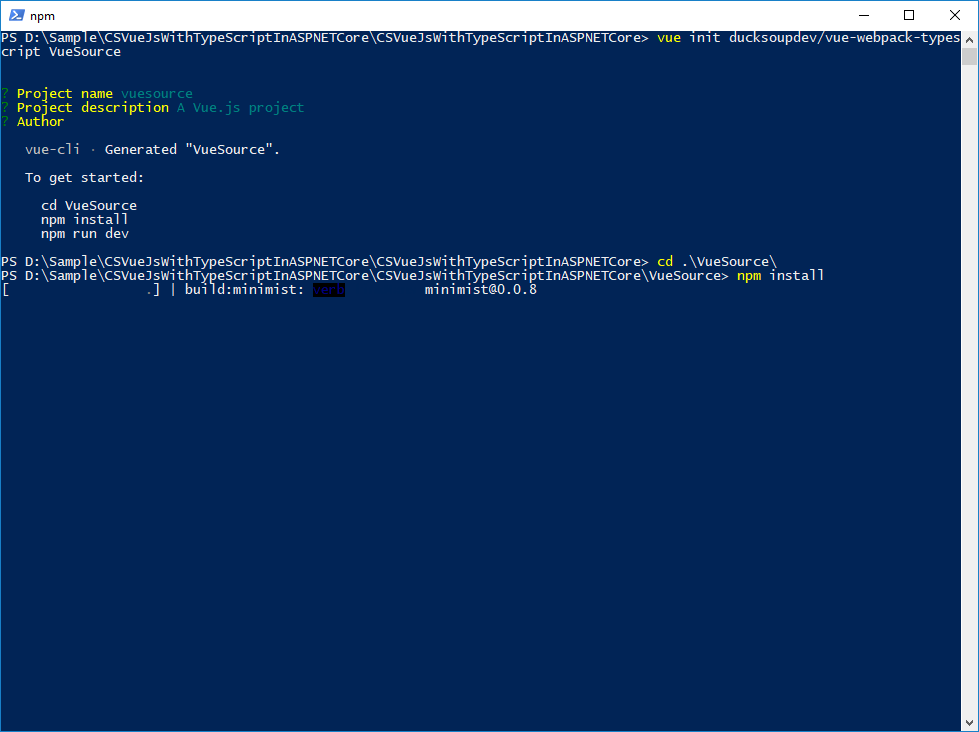 npm
PS D:\Sample\CSVueJsWithTypeScriptInASPNETCore\CSVueJsWithTypeScriptInASPNETCore> vue init ducksoupdev/vue-webpack-types
cript VueSource
? Project name vuesource
? Project description A Vue.js project
? Author
vue-cli · Generated "VueSource".
To get started:
cd VueSource
npm install
npm run dev
PS D:\Sample\CSVueJsWithTypeScriptInASPNETCore\CSVueJsWithTypeScriptInASPNETCore> cd .\VueSource\
PS D:\Sample\CSVueJsWithTypeScriptInASPNETCore\CSVueJsWithTypeScriptInASPNETCore\VueSource> npm install
[ .] | build:minimist: verb minimist@0.0.8